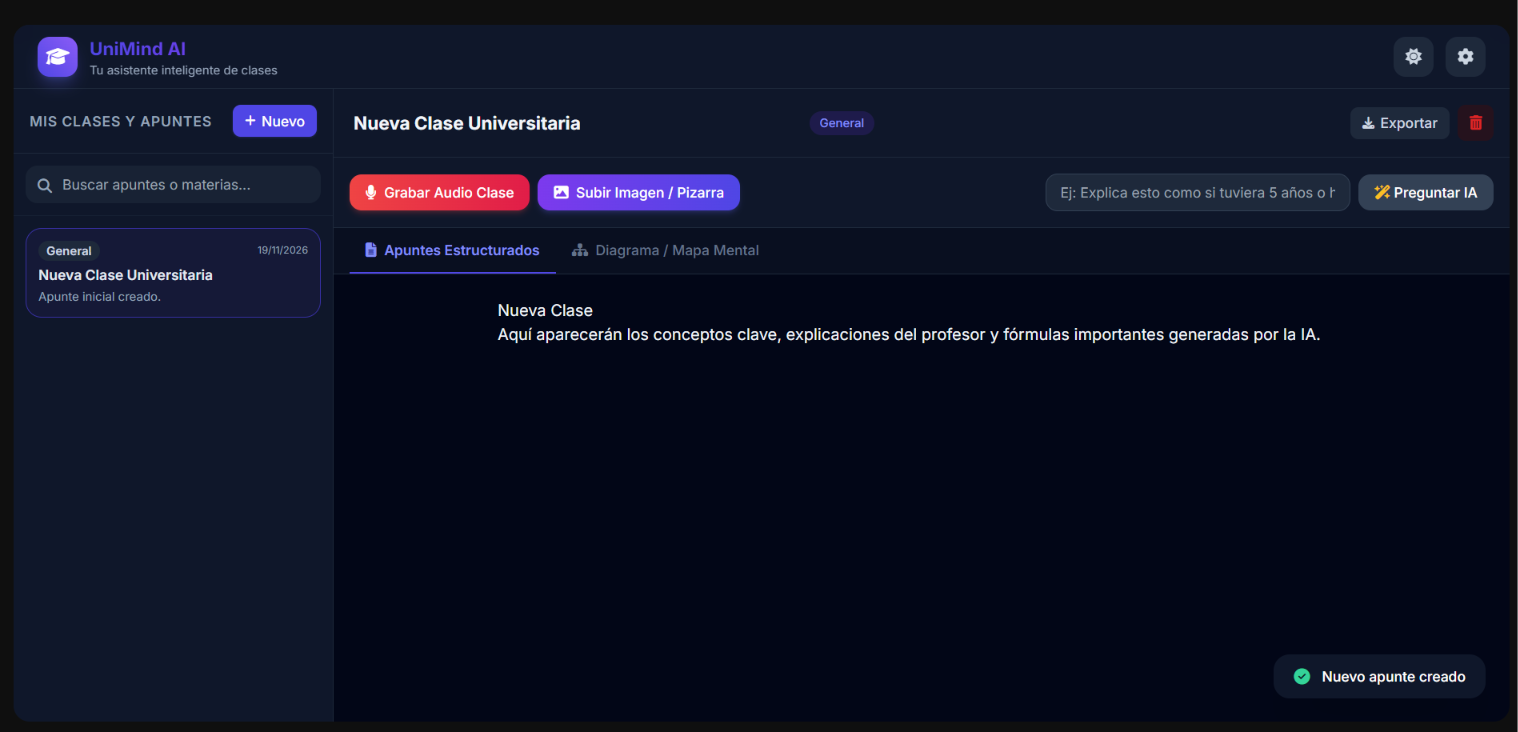 UniMind AI
Tu asistente inteligente de clases
MIS CLASES Y APUNTES
+ Nuevo
Buscar apuntes o materias...
General
19/11/2026
Nueva Clase Universitaria
Apunte inicial creado.
Nueva Clase Universitaria
General
Exportar
Grabar Audio Clase
Subir Imagen / Pizarra
Ej: Explica esto como si tuviera 5 años o h
Preguntar IA
Apuntes Estructurados
Diagrama / Mapa Mental
Nueva Clase
Aquí aparecerán los conceptos clave, explicaciones del profesor y fórmulas importantes generadas por la IA.
Nuevo apunte creado